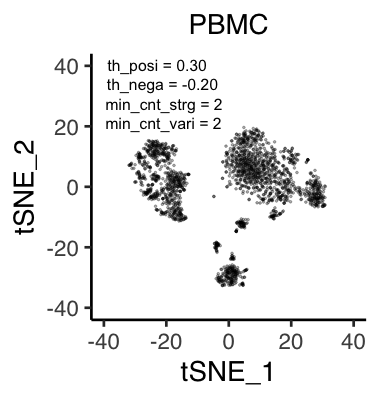 PBMC
th_posi = 0.30
th_nega = -0.20
min_cnt_strg = 2
min_cnt_vari = 2
40
20
0
-20
-40
tSNE_2
-40 -20 0 20 40
tSNE_1